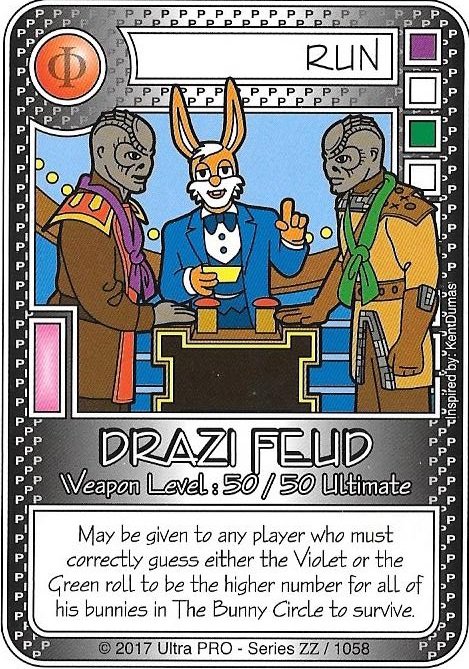 Φ
RUN
Inspired by: KentDumas
DRAZI FEUD
Weapon Level : 50 / 50 Ultimate
May be given to any player who must
correctly guess either the Violet or the
Green roll to be the higher number for all of
his bunnies in The Bunny Circle to survive.
© 2017 Ultra PRO - Series ZZ / 1058